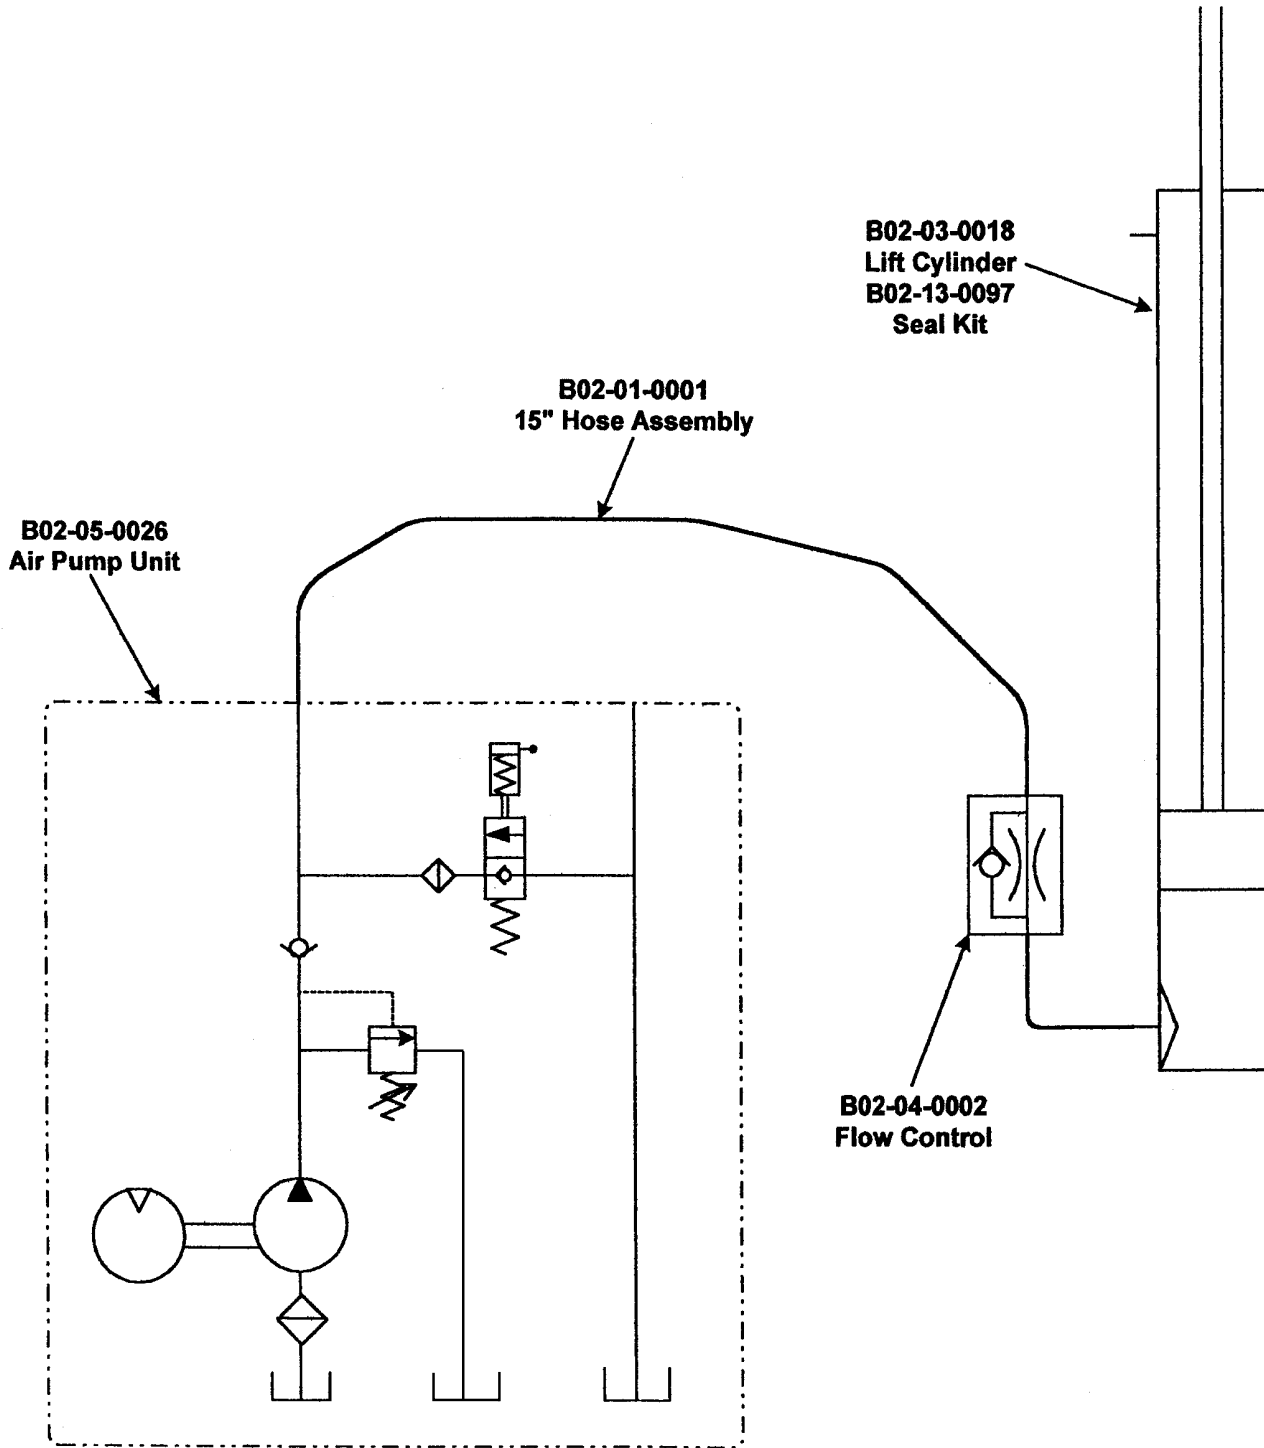 B02-03-0018
Lift Cylinder
B02-13-0097
Seal Kit
B02-01-0001
15" Hose Assembly
B02-05-0026
Air Pump Unit
B02-04-0002
Flow Control